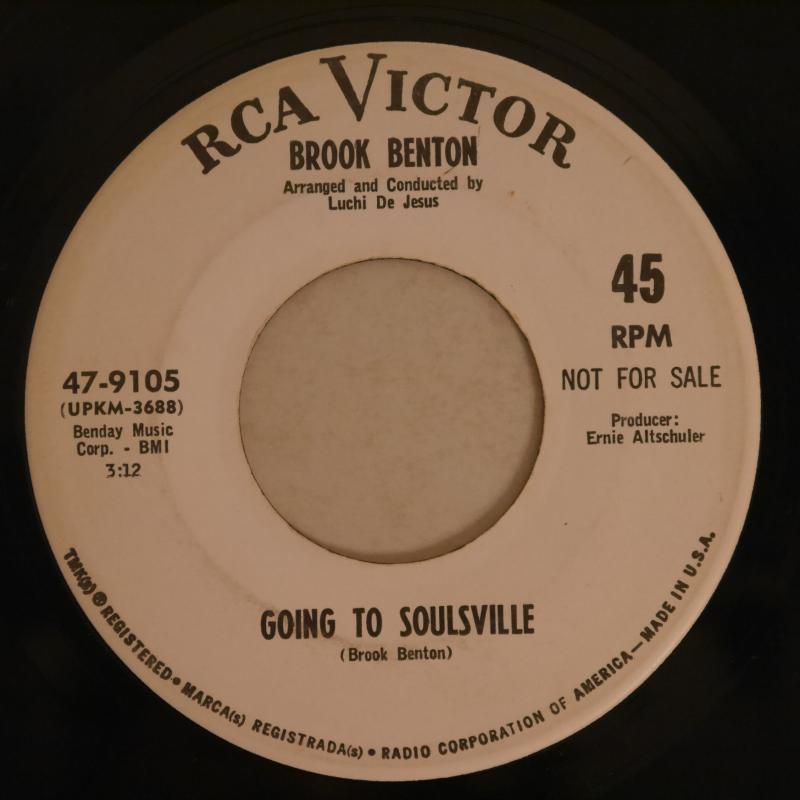 RCA VICTOR
BROOK BENTON
Arranged and Conducted by
Luchi De Jesus
45
RPM
NOT FOR SALE
Producer:
Ernie Altschuler
47-9105
(UPKM-3688)
Benday Music
Corp. - BMI
3:12
GOING TO SOULSVILLE
(Brook Benton)
TMK(s) ® REGISTERED • MARCA(s) REGISTRADA(s) • RADIO CORPORATION OF AMERICA—MADE IN U.S.A.